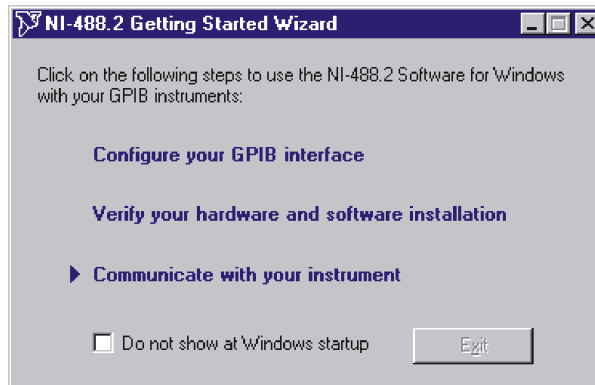 NI-488.2 Getting Started Wizard
Click on the following steps to use the NI-488.2 Software for Windows
with your GPIB instruments:
Configure your GPIB interface
Verify your hardware and software installation
Communicate with your instrument
Do not show at Windows startup
Exit